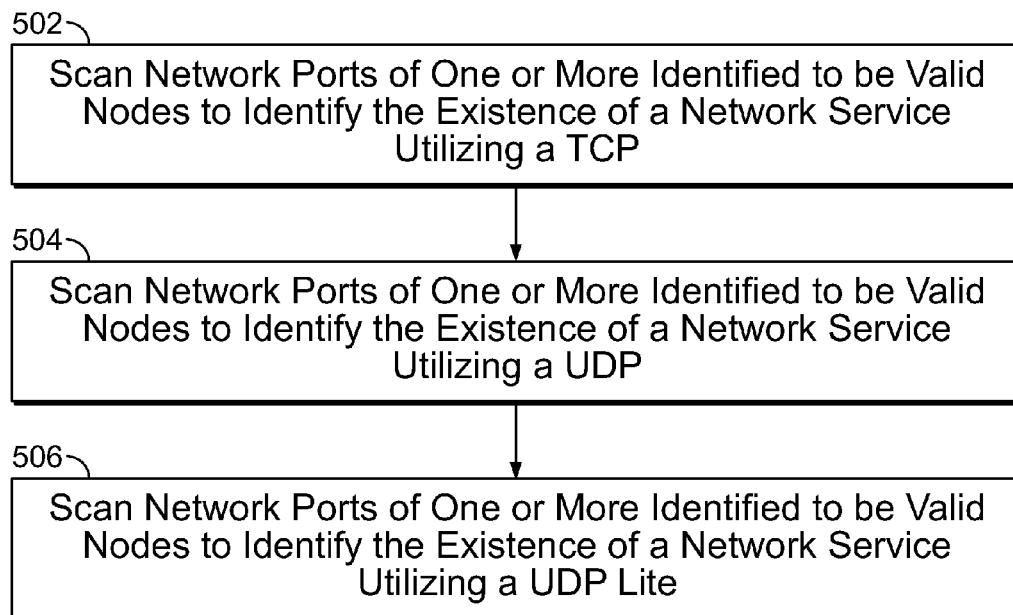 502
Scan Network Ports of One or More Identified to be Valid
Nodes to Identify the Existence of a Network Service
Utilizing a TCP
504
Scan Network Ports of One or More Identified to be Valid
Nodes to Identify the Existence of a Network Service
Utilizing a UDP
506
Scan Network Ports of One or More Identified to be Valid
Nodes to Identify the Existence of a Network Service
Utilizing a UDP Lite